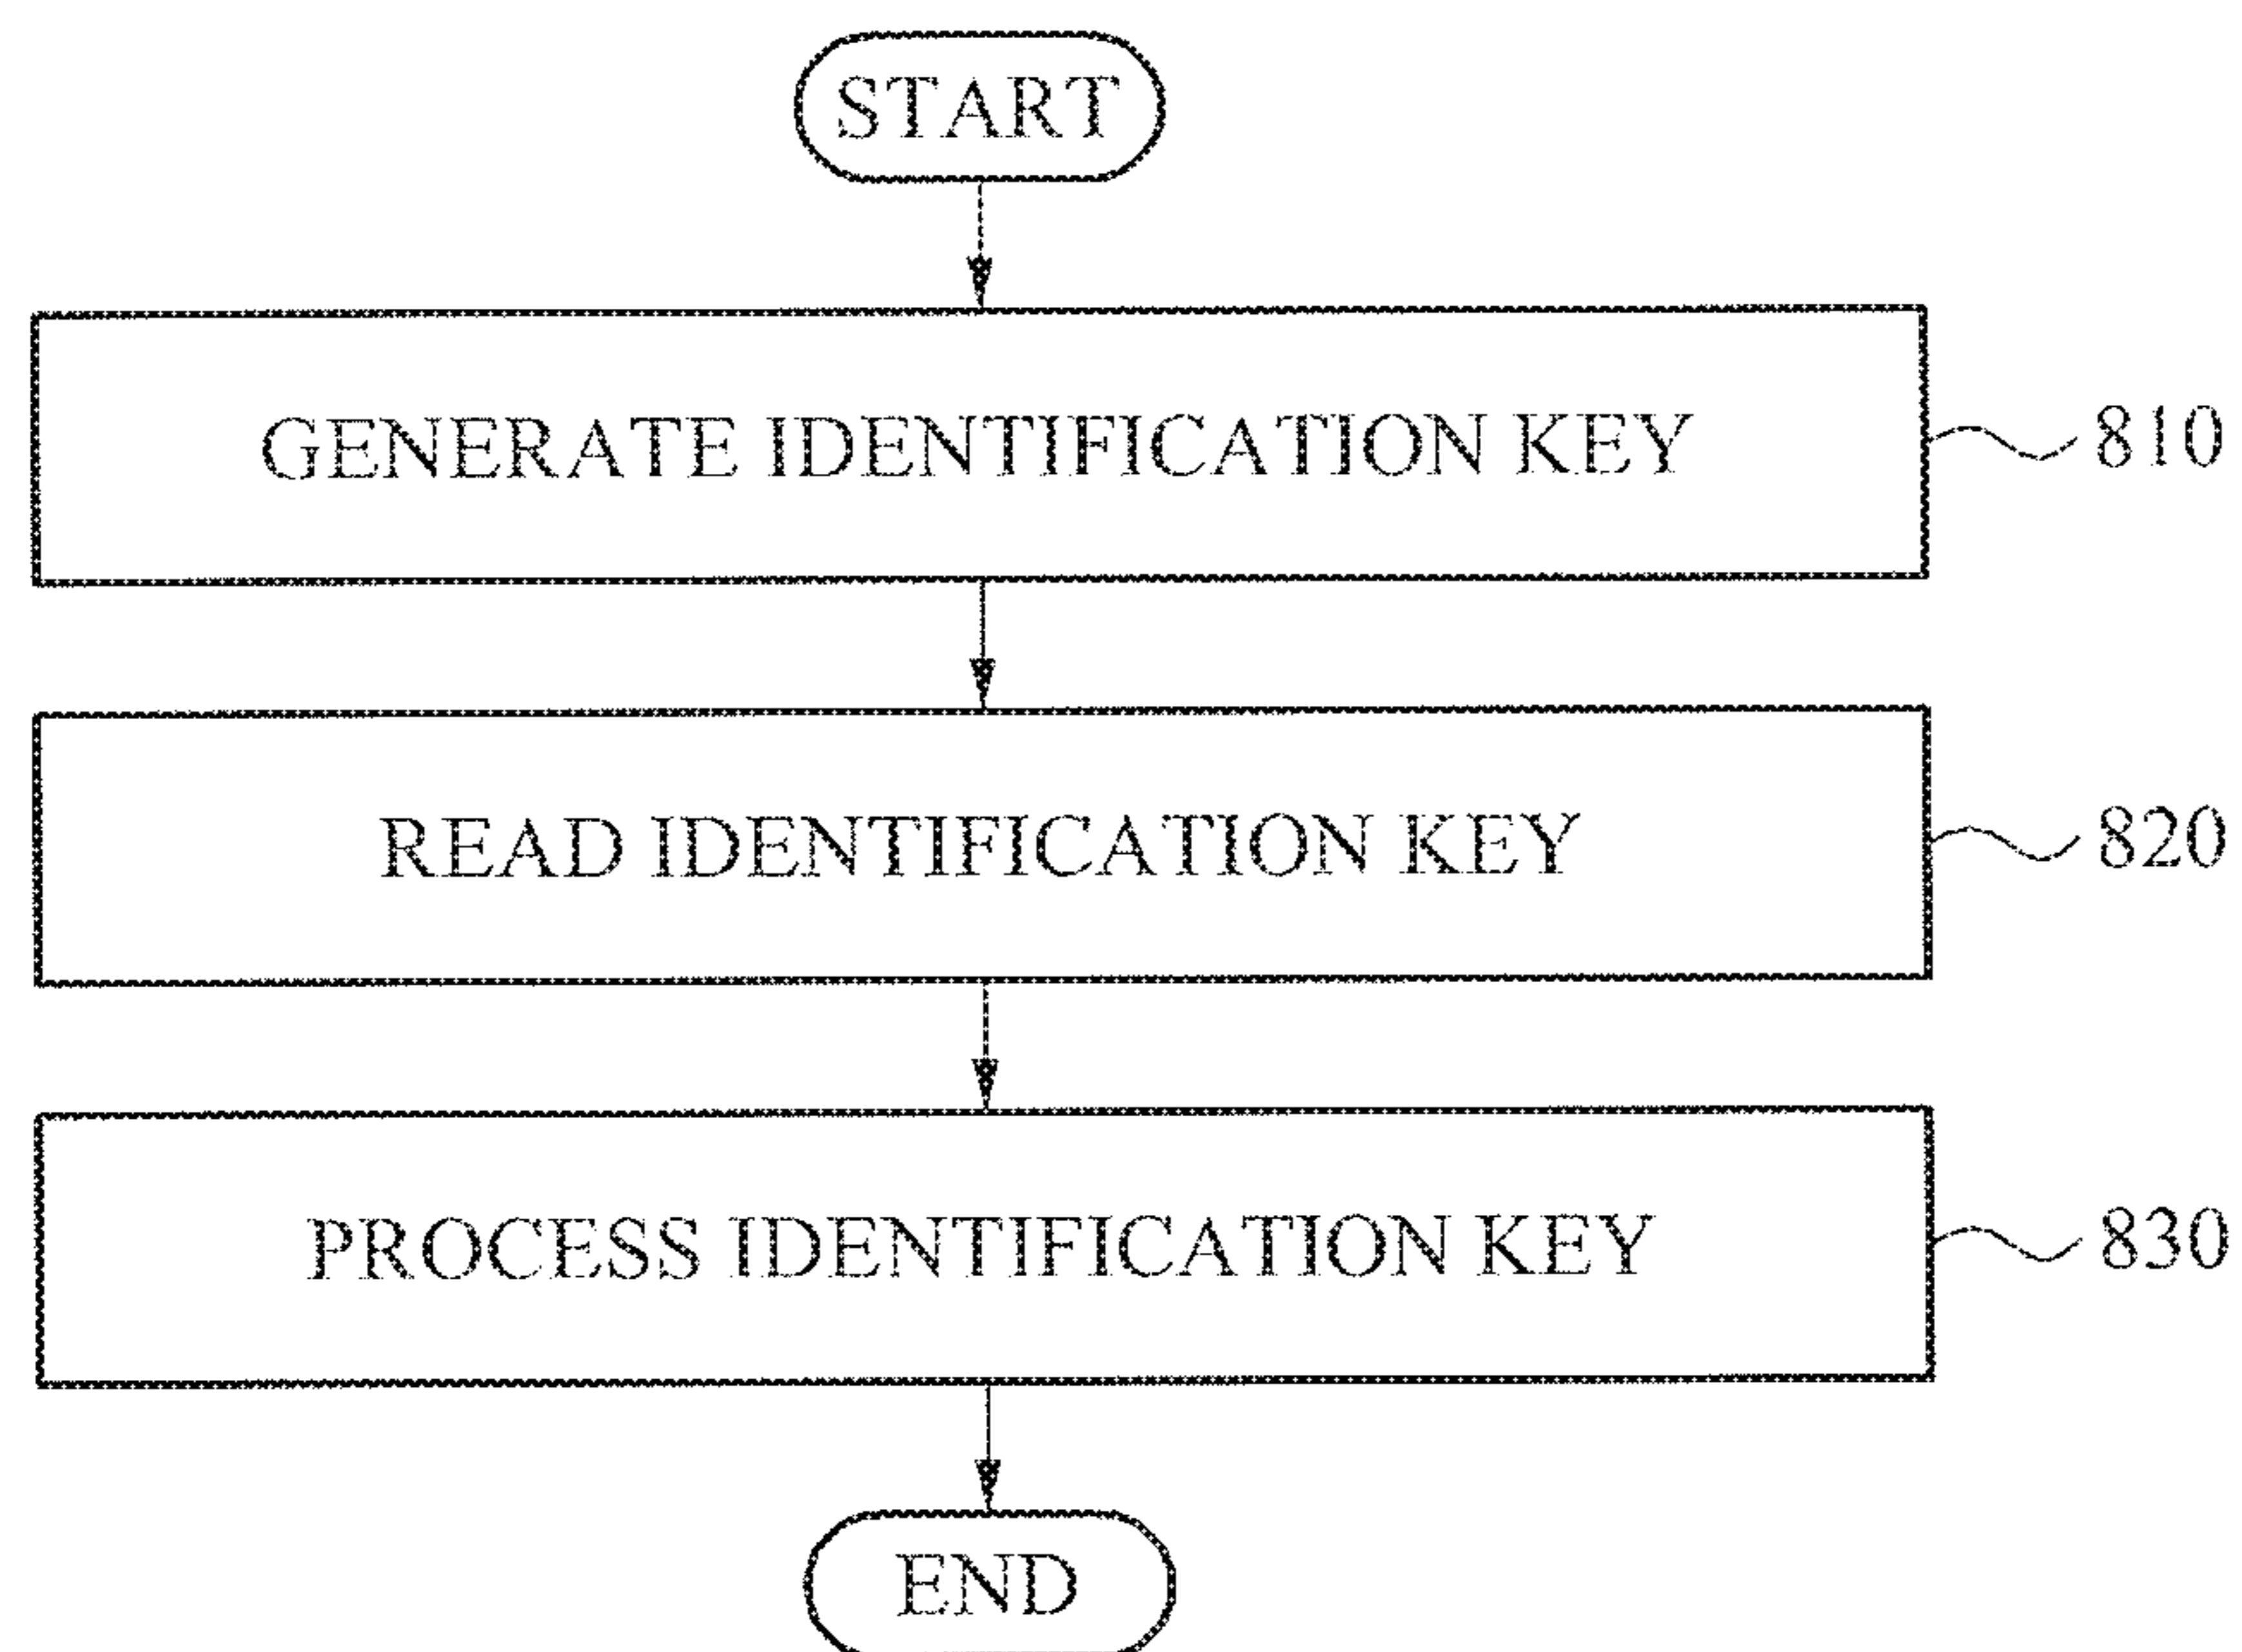 START
GENERATE IDENTIFICATION KEY
810
READ IDENTIFICATION KEY
820
PROCESS IDENTIFICATION KEY
830
END